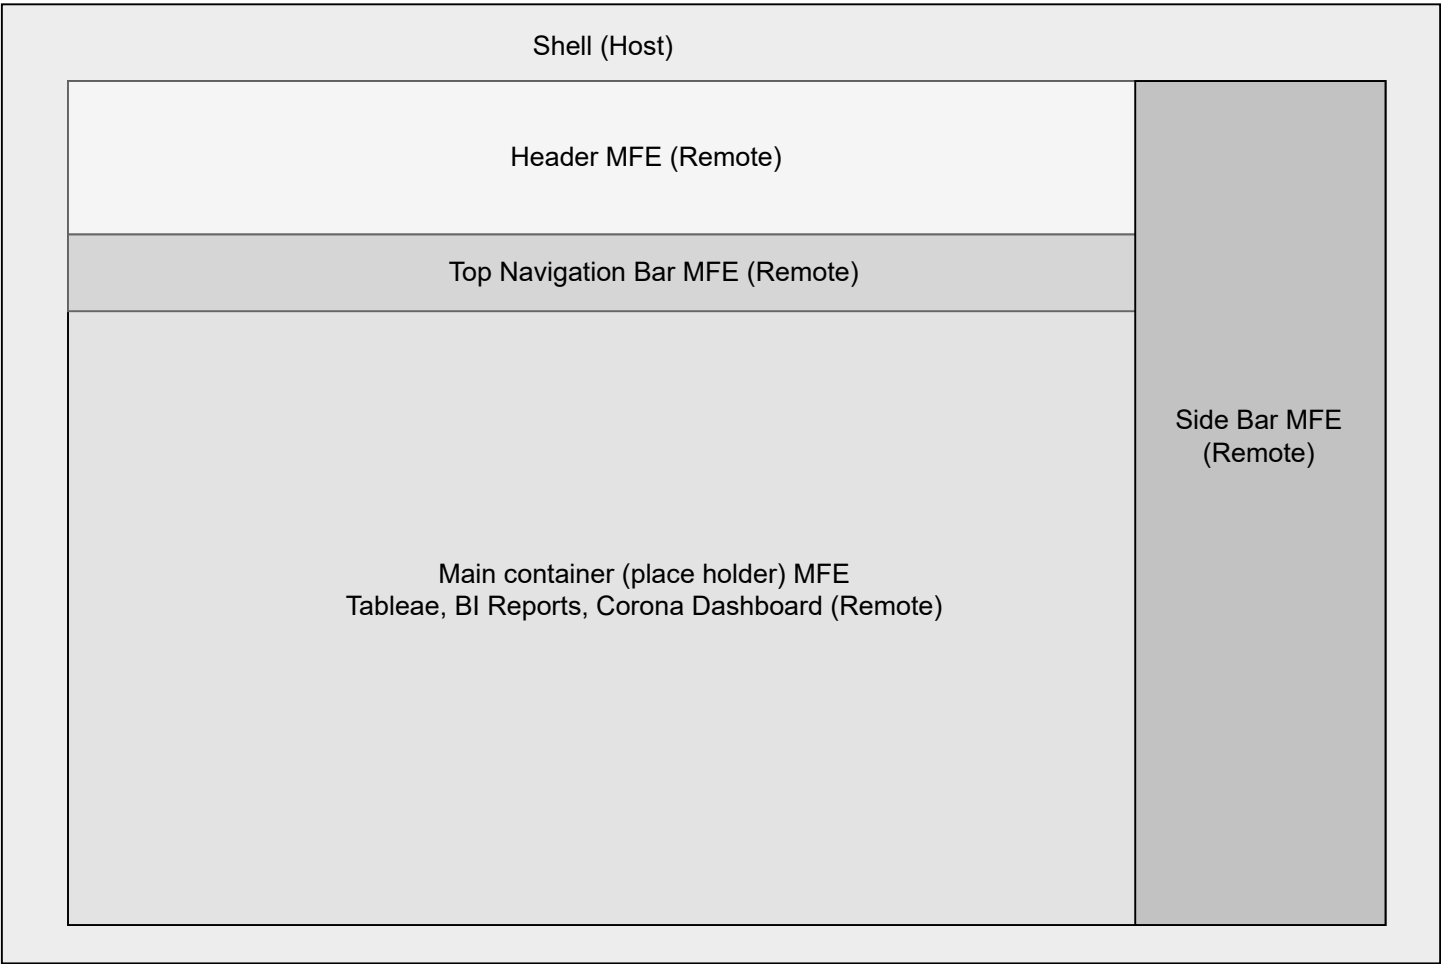 Shell (Host)
Header MFE (Remote)
Top Navigation Bar MFE (Remote)
Side Bar MFE
(Remote)
Main container (place holder) MFE
Tableae, BI Reports, Corona Dashboard (Remote)